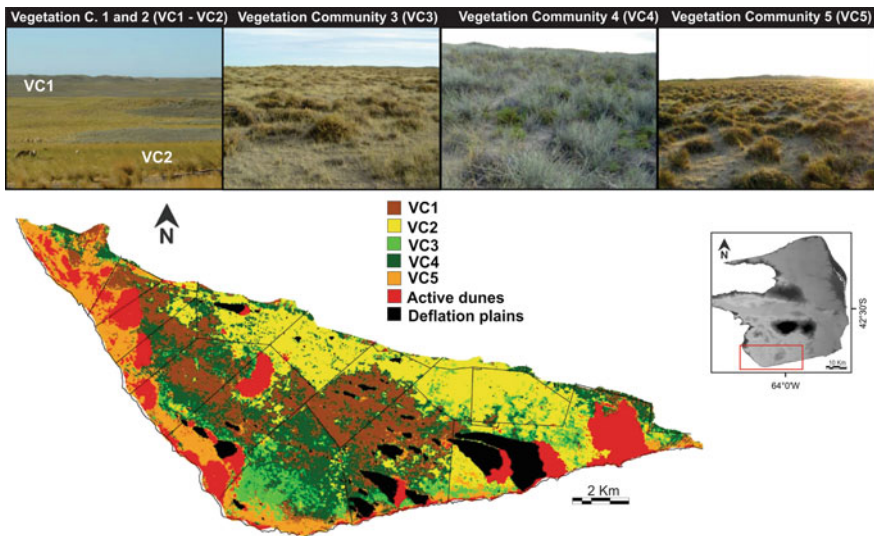 Vegetation C. 1 and 2 (VC1 - VC2)
Vegetation Community 3 (VC3)
Vegetation Community 4 (VC4)
Vegetation Community 5 (VC5)
VC1
VC2
N
VC1
VC2
VC3
VC4
VC5
Active dunes
Deflation plains
N
42°30'S
10 Km
64°0'W
2 Km